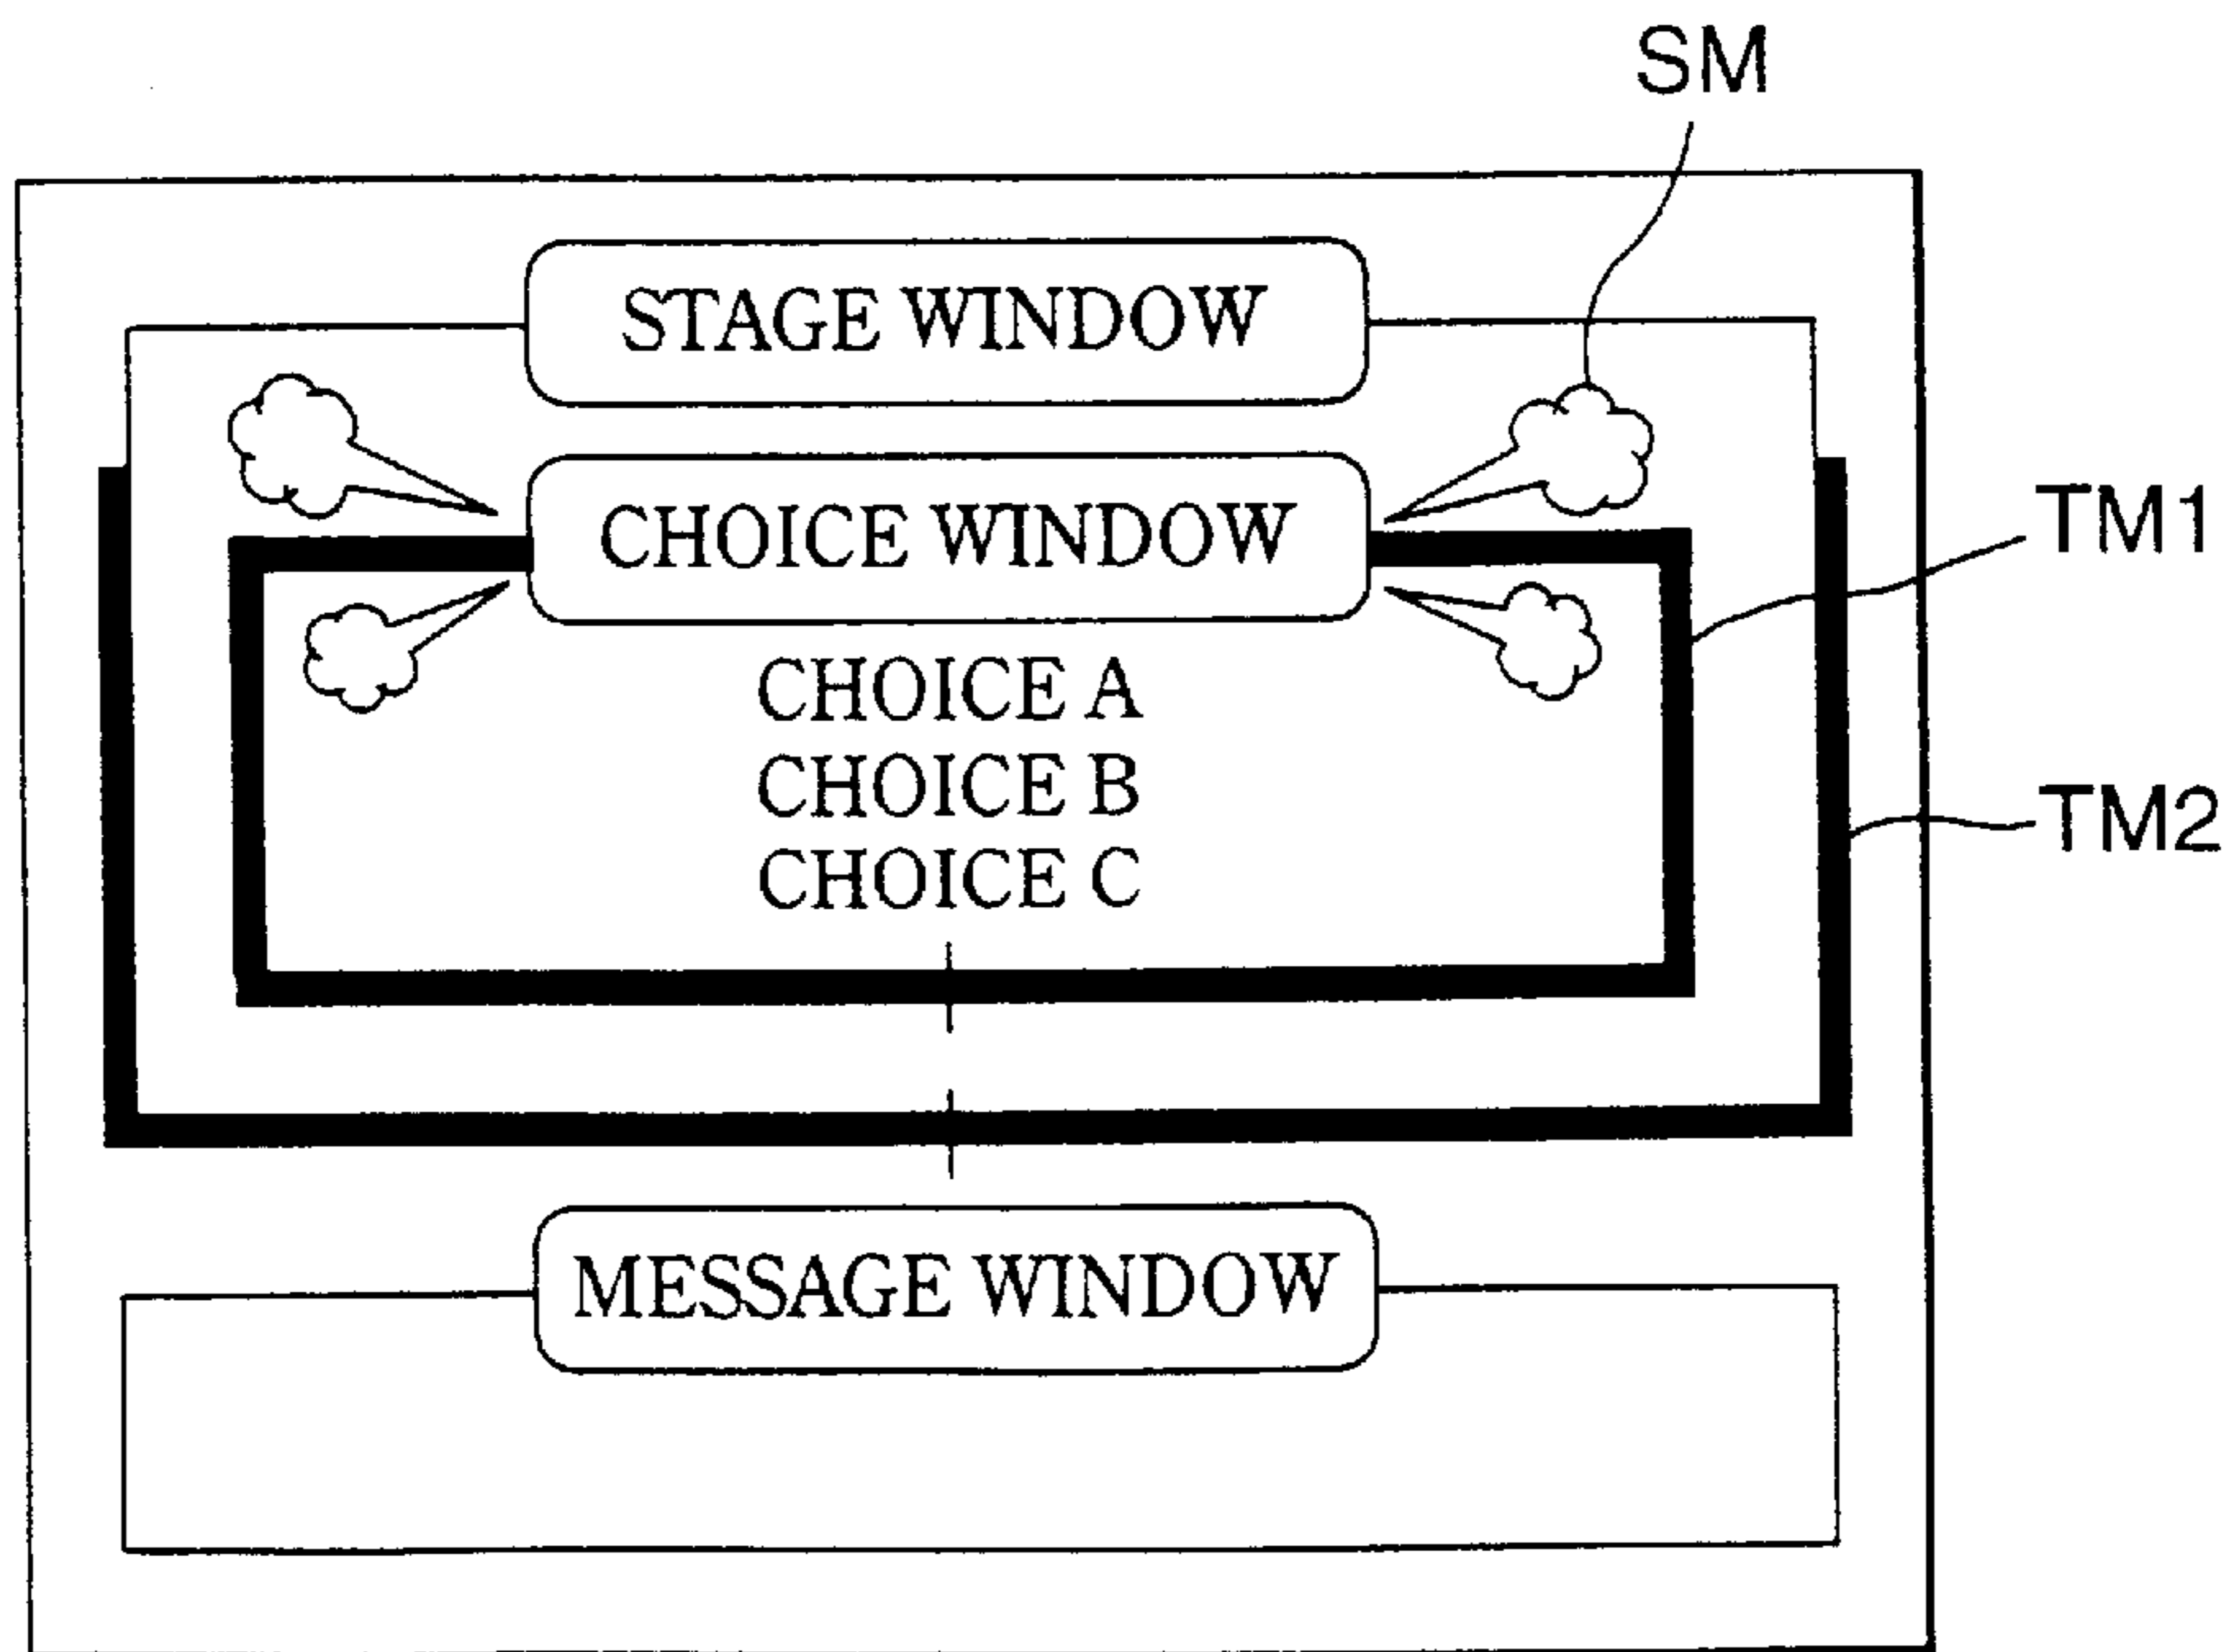 SM
STAGE WINDOW
CHOICE WINDOW
TM1
CHOICE A
CHOICE B
TM2
CHOICE C
MESSAGE WINDOW